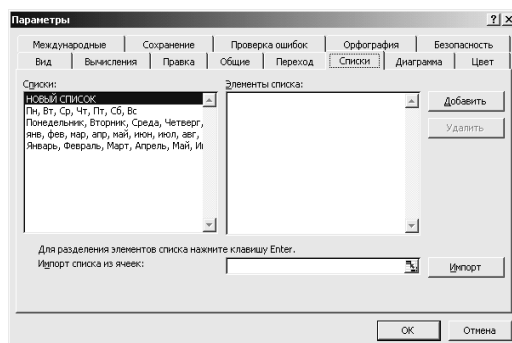 Параметры
Международные Сохранение Проверка ошибок Орфография Безопасность
Вид Вычисления Правка Общие Переход Списки Диаграмма Цвет
Списки: Элементы списка:
НОВЫЙ СПИСОК
Пн, Вт, Ср, Чт, Пт, Сб, Вс
Понедельник, Вторник, Среда, Четверг,
янв, фев, мар, апр, май, июн, июл, авг,
Январь, Февраль, Март, Апрель, Май, И
Добавить
Удалить
Для разделения элементов списка нажмите клавишу Enter.
Импорт списка из ячеек: Импорт
ОК Отмена